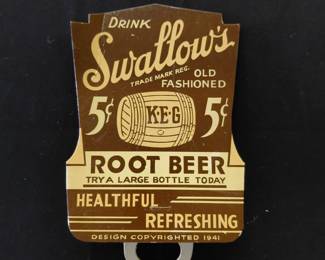 DRINK
Swallow's
TRADE MARK REG.
OLD
FASHIONED
5¢ K-E-G 5¢
ROOT BEER
TRY A LARGE BOTTLE TODAY
HEALTHFUL
REFRESHING
DESIGN COPYRIGHTED 1941